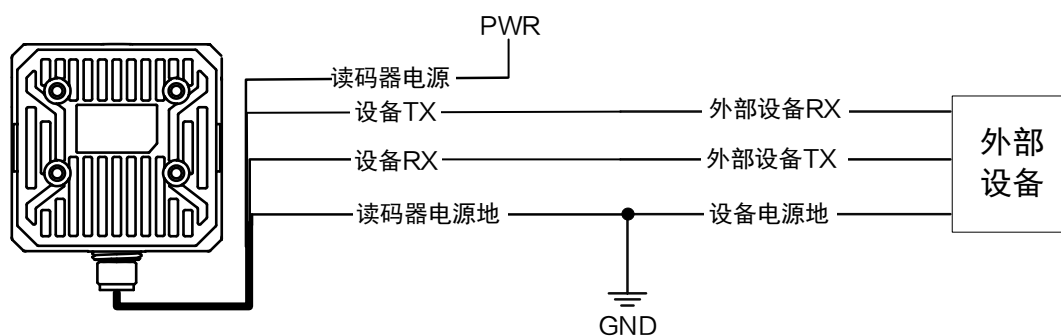 PWR
读码器电源
设备TX
外部设备RX
设备RX
外部设备TX
读码器电源地
设备电源地
外部
设备
GND